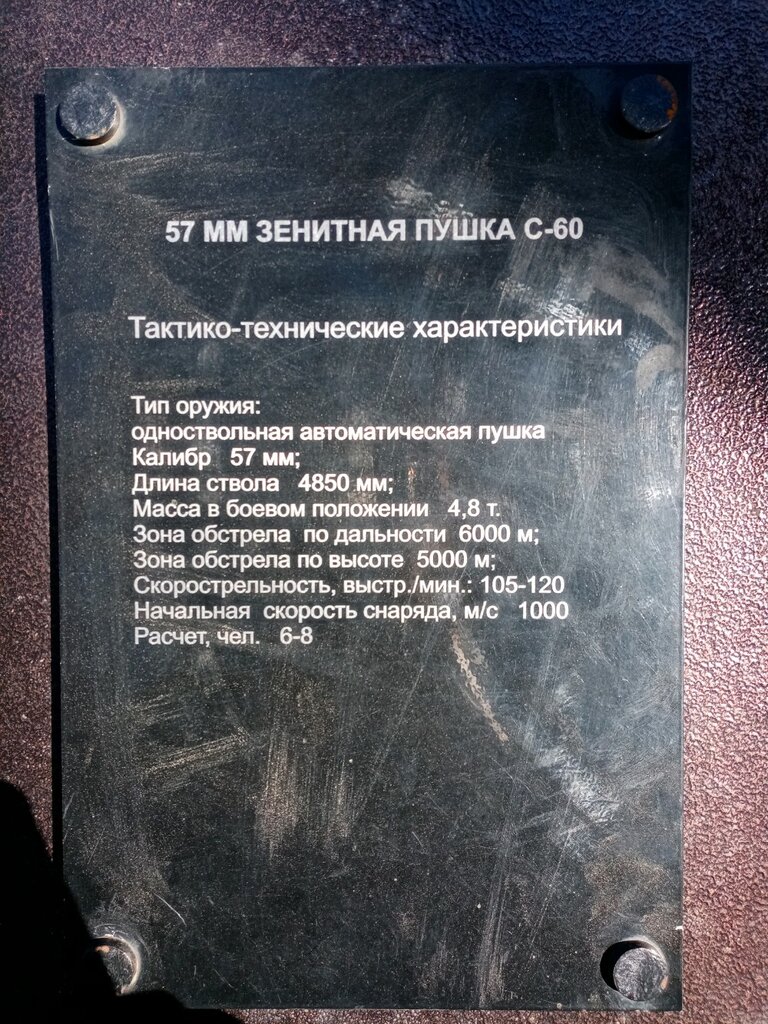 57 ММ ЗЕНИТНАЯ ПУШКА С-60
Тактико-технические характеристики
Тип оружия:
одноствольная автоматическая пушка
Калибр 57 мм;
Длина ствола 4850 мм;
Масса в боевом положении 4,8 т.
Зона обстрела по дальности 6000 м;
Зона обстрела по высоте 5000 м;
Скорострельность, выстр./мин.: 105-120
Начальная скорость снаряда, м/с 1000
Расчет, чел. 6-8